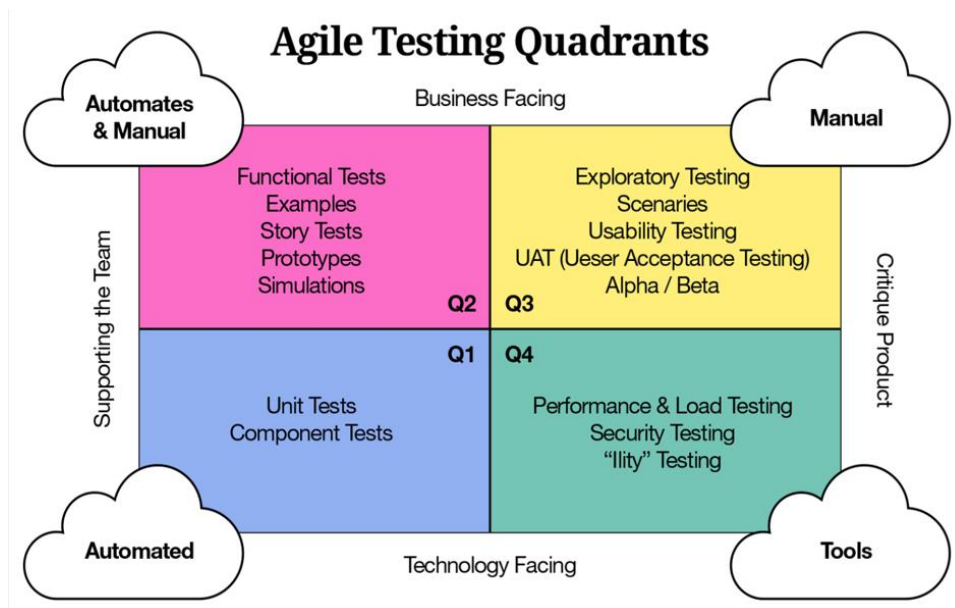 Agile Testing Quadrants
Business Facing
Automates
& Manual
Manual
Supporting the Team
Functional Tests
Examples
Story Tests
Prototypes
Simulations
Q2
Exploratory Testing
Scenaries
Usability Testing
UAT (Ueser Acceptance Testing)
Alpha / Beta
Q3
Critique Product
Q1
Unit Tests
Component Tests
Q4
Performance & Load Testing
Security Testing
“Ility” Testing
Automated
Tools
Technology Facing